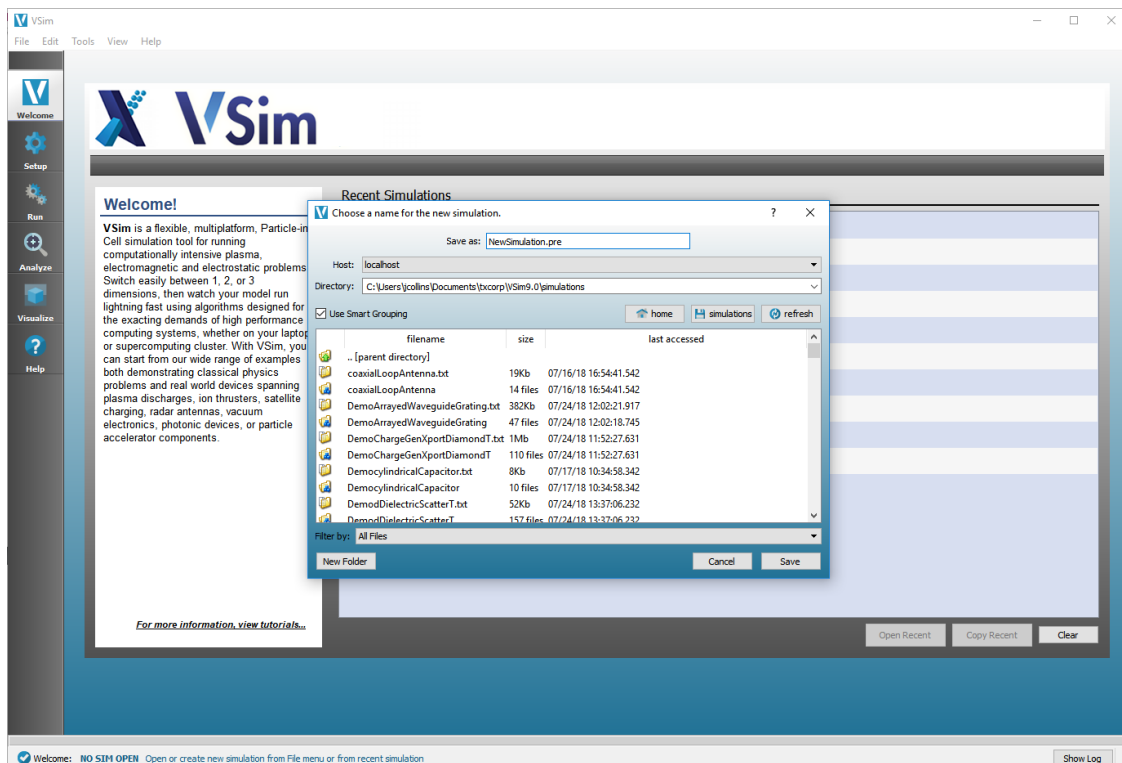 VSim
File Edit Tools View Help
Welcome
Setup
Run
Analyze
Visualize
Help
VSim
Welcome!
VSim is a flexible, multiplatform, Particle-in
Cell simulation tool for running
computationally intensive plasma,
electromagnetic and electrostatic problems
Switch easily between 1, 2, or 3
dimensions, then watch your model run
lightning fast using algorithms designed for
the exacting demands of high performance
computing systems, whether on your laptop
or supercomputing cluster. With VSim, you
can start from our wide range of examples
both demonstrating classical physics
problems and real world devices spanning
plasma discharges, ion thrusters, satellite
charging, radar antennas, vacuum
electronics, photonic devices, or particle
accelerator components.
For more information, view tutorials...
Recent Simulations
Choose a name for the new simulation.
?
Save as: NewSimulation.pre
Host: localhost
Directory: C:\Users\jcollins\Documents\txcorp\VSim9.0\simulations
Use Smart Grouping home simulations refresh
filename size last accessed
.. [parent directory]
coaxialLoopAntenna.txt 19Kb 07/16/18 16:54:41.542
coaxialLoopAntenna 14 files 07/16/18 16:54:41.542
DemoArrayedWaveguideGrating.txt 382Kb 07/24/18 12:02:21.917
DemoArrayedWaveguideGrating 47 files 07/24/18 12:02:18.745
DemoChargeGenXportDiamondT.txt 1Mb 07/24/18 11:52:27.631
DemoChargeGenXportDiamondT 110 files 07/24/18 11:52:27.631
DemocylindricalCapacitor.txt 8Kb 07/17/18 10:34:58.342
DemocylindricalCapacitor 10 files 07/17/18 10:34:58.342
DemodDielectricScatterT.txt 52Kb 07/24/18 13:37:06.232
DemodDielectricScatterT 157 files 07/24/18 13:37:06.232
Filter by: All Files
New Folder Cancel Save
Open Recent Copy Recent Clear
Welcome: NO SIM OPEN Open or create new simulation from File menu or from recent simulation Show Log